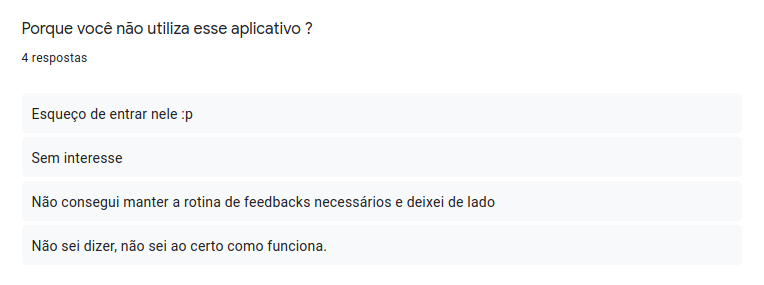 Porque você não utiliza esse aplicativo ?
4 respostas
Esqueço de entrar nele :p
Sem interesse
Não consegui manter a rotina de feedbacks necessários e deixei de lado
Não sei dizer, não sei ao certo como funciona.